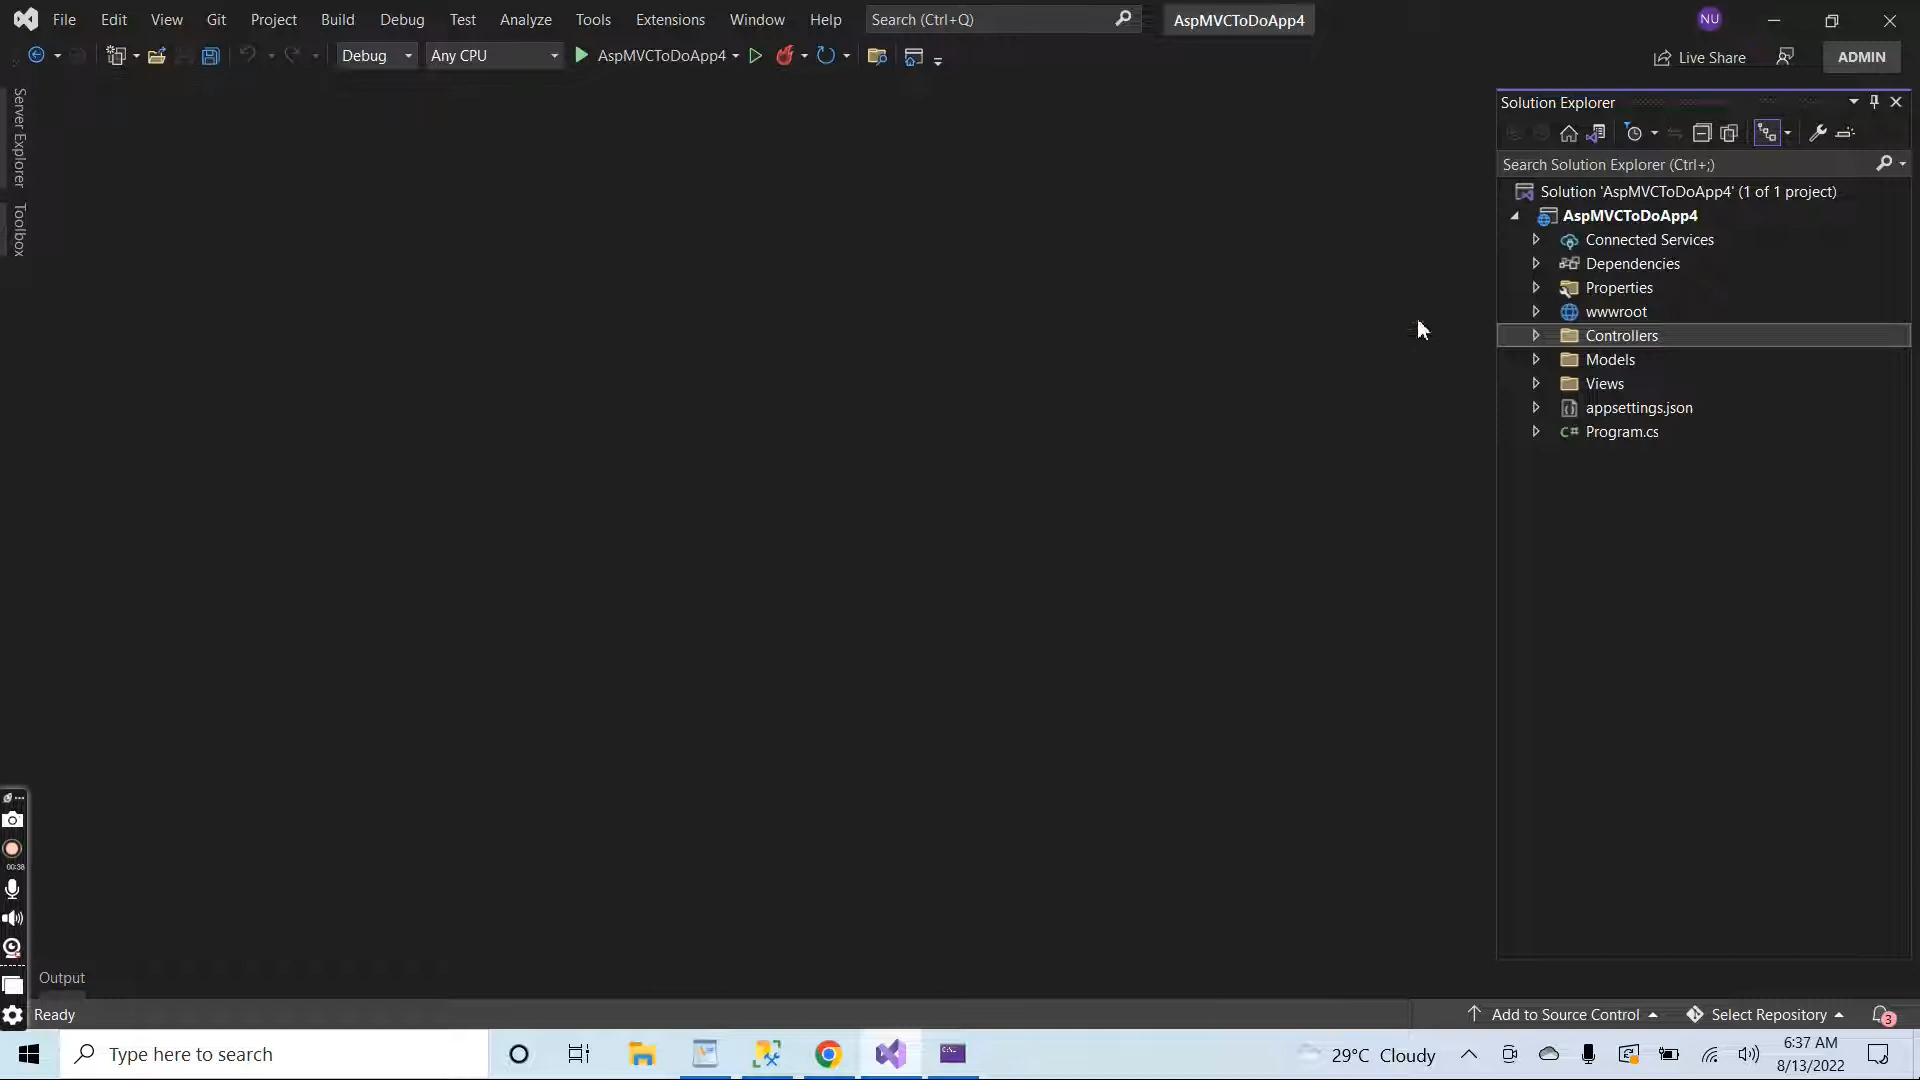 File Edit View Git Project Build Debug Test Analyze Tools Extensions Window Help Search (Ctrl+Q) AspMVCToDoApp4 NU
Debug Any CPU AspMVCToDoApp4 Live Share ADMIN
Server Explorer
Toolbox
Solution Explorer
Search Solution Explorer (Ctrl+;)
Solution 'AspMVCToDoApp4' (1 of 1 project)
AspMVCToDoApp4
Connected Services
Dependencies
Properties
wwwroot
Controllers
Models
Views
appsettings.json
C# Program.cs
00:38
Output
Ready Add to Source Control Select Repository 3
Type here to search 29°C Cloudy 6:37 AM
8/13/2022